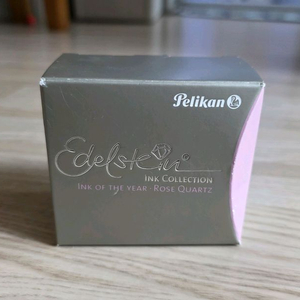 Pelikan
Edelstein
INK COLLECTION
INK OF THE YEAR · ROSE QUARTZ